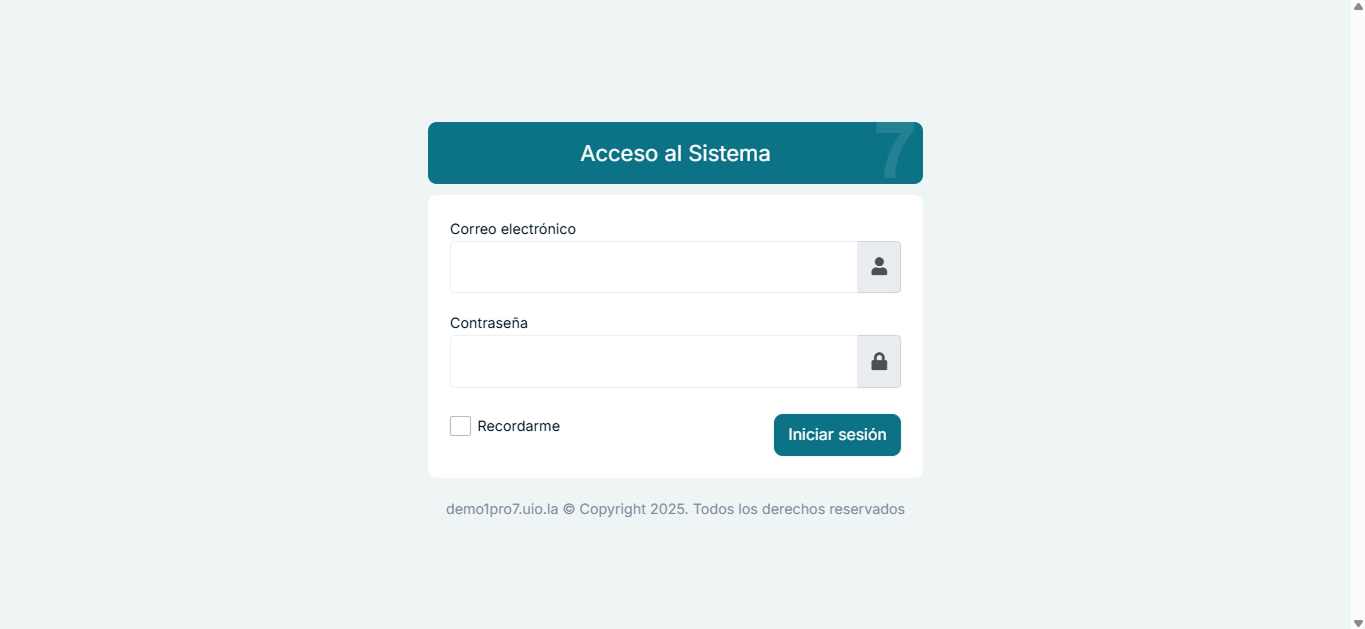 Acceso al Sistema
7
Correo electrónico
Contraseña
Recordarme
Iniciar sesión
demo1pro7.uio.la © Copyright 2025. Todos los derechos reservados